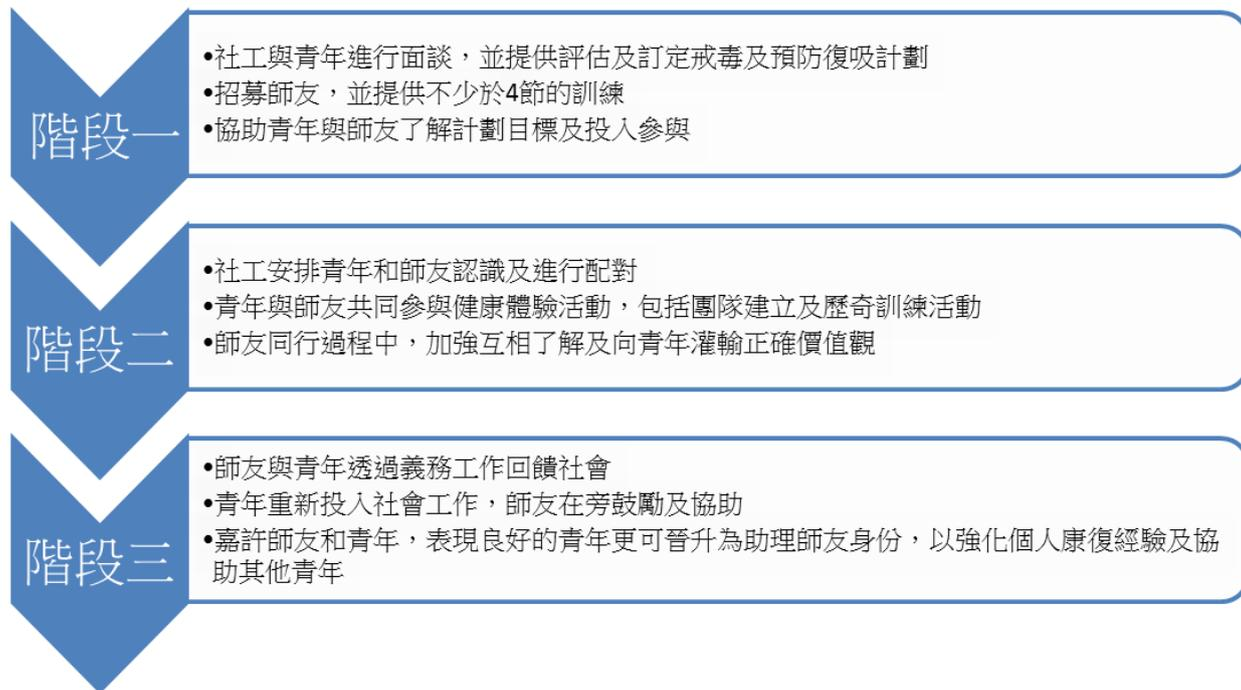 階段一
•社工與青年進行面談，並提供評估及訂定戒毒及預防復吸計劃
•招募師友，並提供不少於4節的訓練
•協助青年與師友了解計劃目標及投入參與
階段二
•社工安排青年和師友認識及進行配對
•青年與師友共同參與健康體驗活動，包括團隊建立及歷奇訓練活動
•師友同行過程中，加強互相了解及向青年灌輸正確價值觀
階段三
•師友與青年透過義務工作回饋社會
•青年重新投入社會工作，師友在旁鼓勵及協助
•嘉許師友和青年，表現良好的青年更可晉升為助理師友身份，以強化個人康復經驗及協
助其他青年